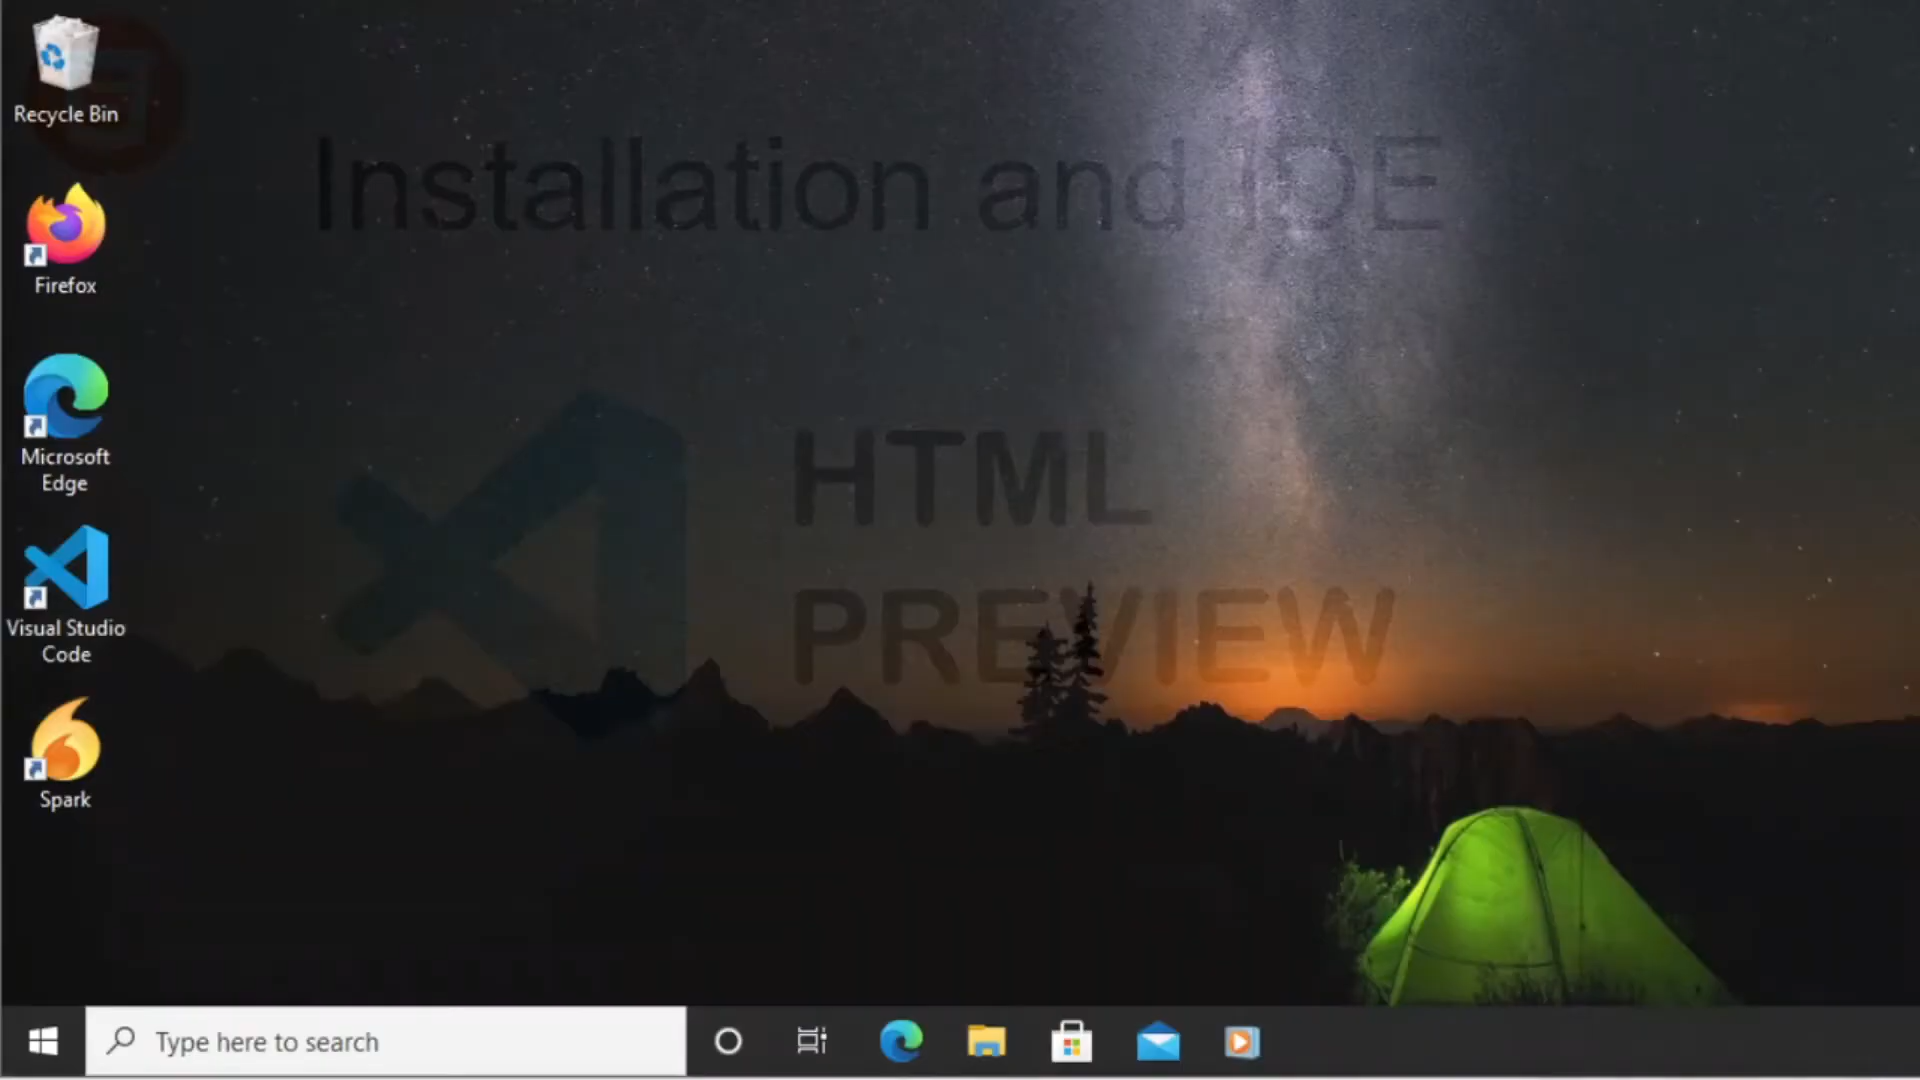 Recycle Bin
Installation and IDE
Firefox
Microsoft
Edge
HTML
PREVIEW
Visual Studio
Code
Spark
Type here to search